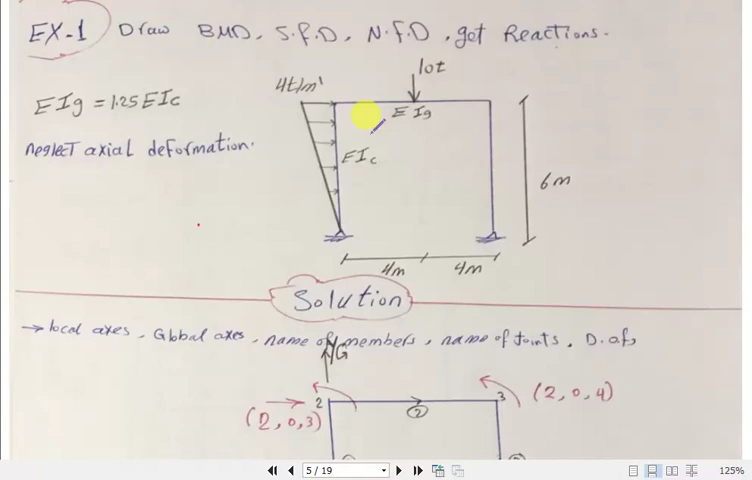 EX-1 Draw BMD, S.F.D, N.F.D, get Reactions.
10t
4t/m'
EIg = 1.25 EIc
EIg
neglect axial deformation.
EIc
6m
4m 4m
Solution
→ local axes, Global axes, name of members, name of Joints, D.o.f,
YG
2 2 3 (2, 0, 4)
(2, 0, 3)
5 / 19
125%